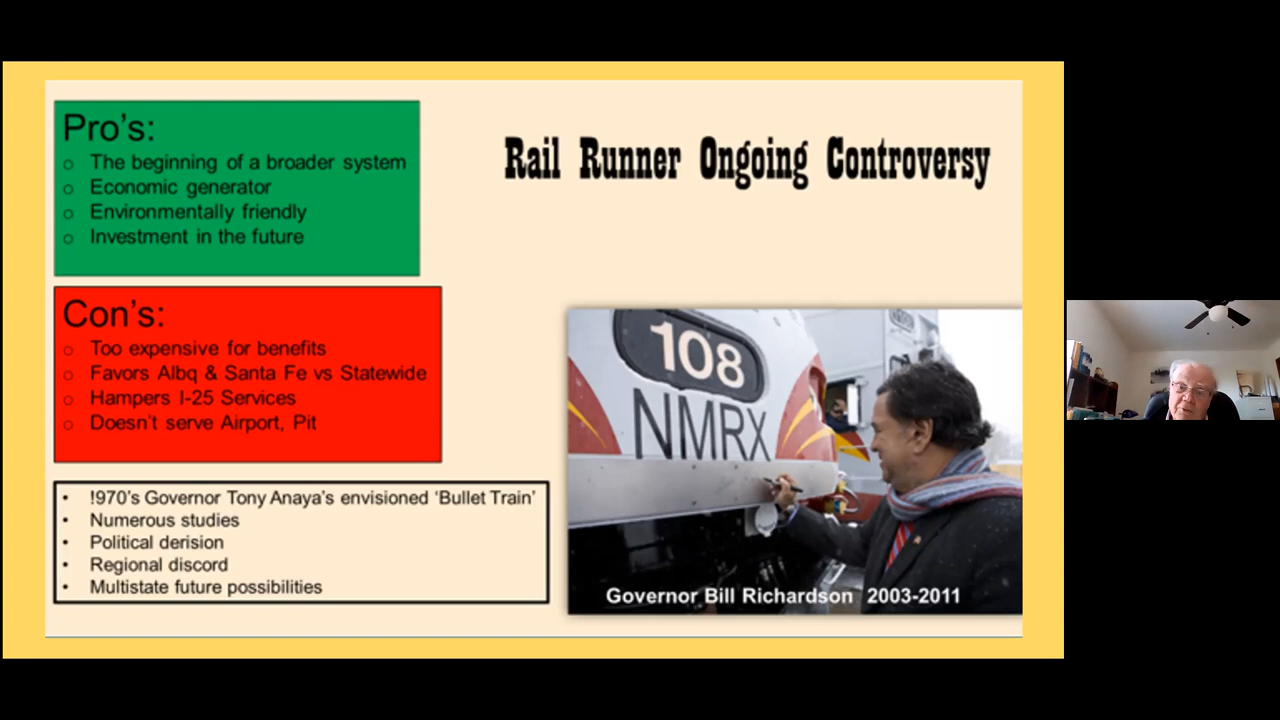 Pro's:
o The beginning of a broader system
o Economic generator
o Environmentally friendly
o Investment in the future
Rail Runner Ongoing Controversy
Con's:
o Too expensive for benefits
o Favors Albq & Santa Fe vs Statewide
o Hampers I-25 Services
o Doesn't serve Airport, Pit
• !970's Governor Tony Anaya's envisioned 'Bullet Train'
• Numerous studies
• Political derision
• Regional discord
• Multistate future possibilities
108
NMRX
Governor Bill Richardson 2003-2011